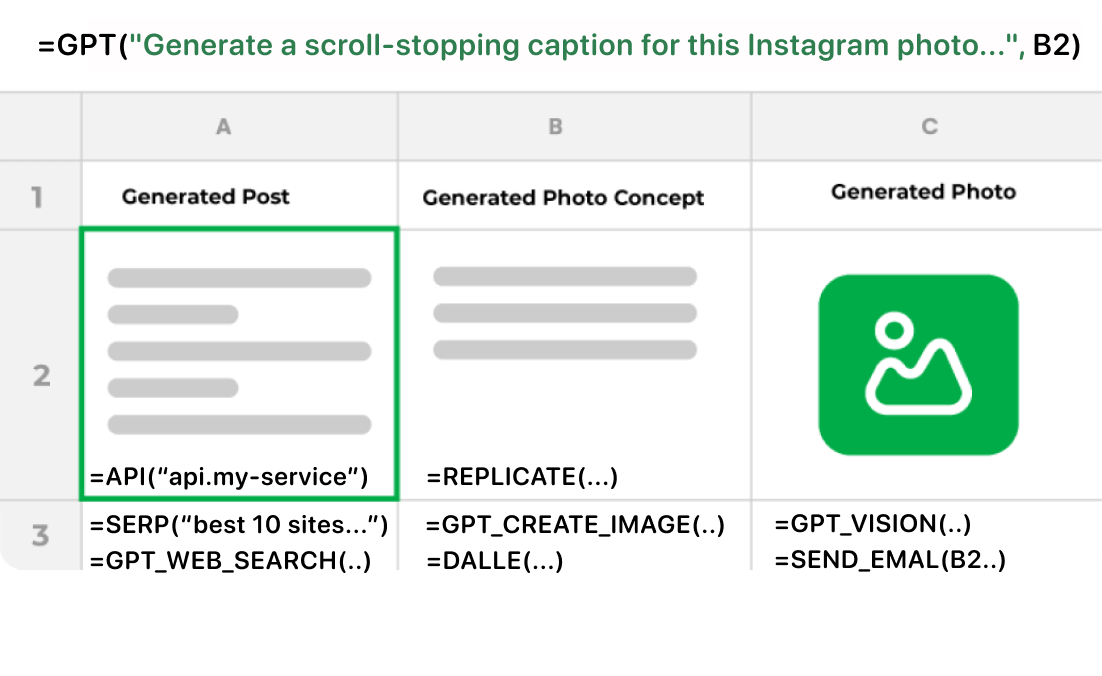 =GPT("Generate a scroll-stopping caption for this Instagram photo...", B2)
A B C
1 Generated Post Generated Photo Concept Generated Photo
2
=API(“api.my-service”) =REPLICATE(...)
3 =SERP(“best 10 sites...”) =GPT_CREATE_IMAGE(..) =GPT_VISION(..)
=GPT_WEB_SEARCH(..) =DALLE(...) =SEND_EMAL(B2..)